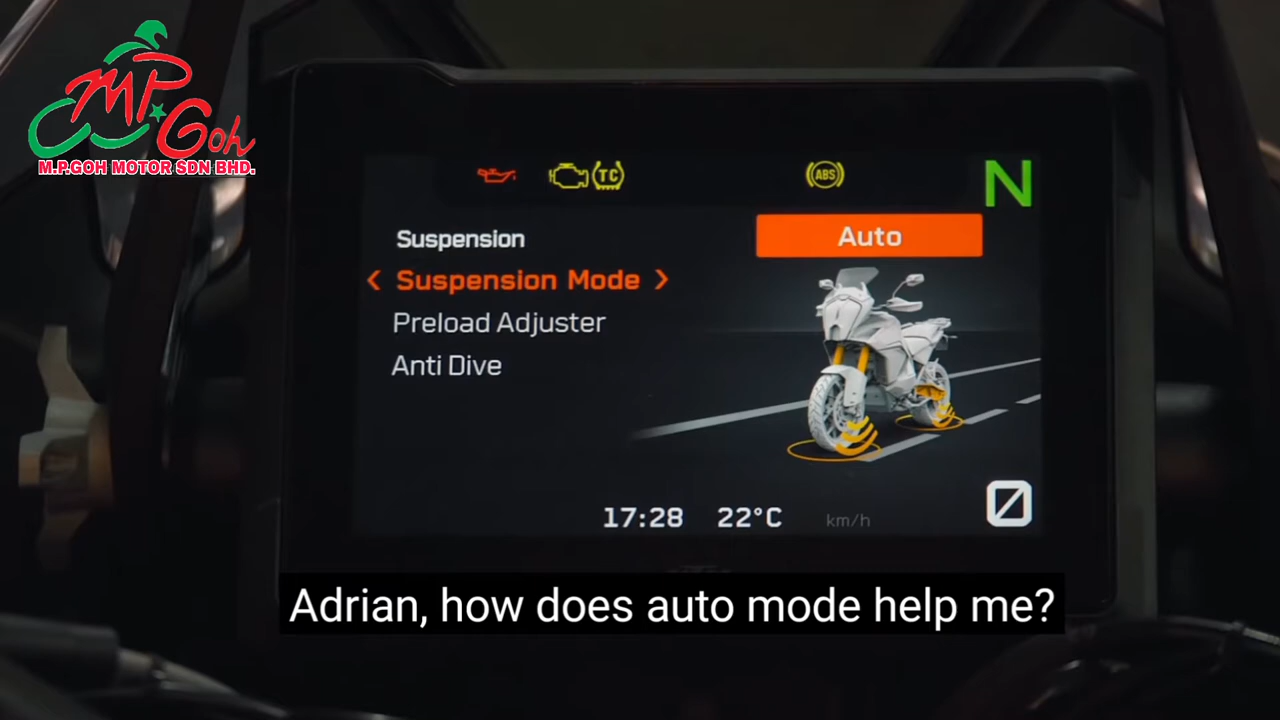 MP Goh
M.P.GOH MOTOR SDN BHD.
TC
ABS
N
Suspension
Auto
< Suspension Mode >
Preload Adjuster
Anti Dive
17:28 22°C km/h
Adrian, how does auto mode help me?